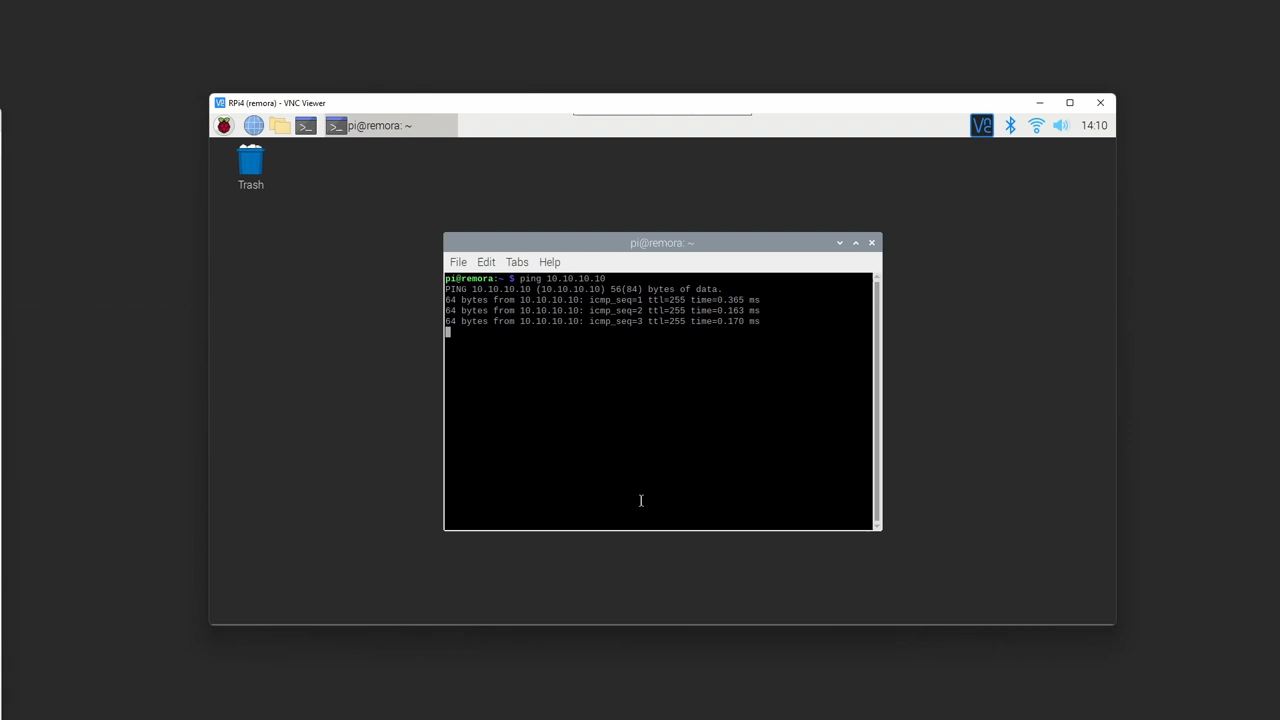 RPi4 (remora) - VNC Viewer
pi@remora: ~
14:10
Trash
pi@remora: ~
File Edit Tabs Help
pi@remora:~ $ ping 10.10.10.10
PING 10.10.10.10 (10.10.10.10) 56(84) bytes of data.
64 bytes from 10.10.10.10: icmp_seq=1 ttl=255 time=0.365 ms
64 bytes from 10.10.10.10: icmp_seq=2 ttl=255 time=0.163 ms
64 bytes from 10.10.10.10: icmp_seq=3 ttl=255 time=0.170 ms